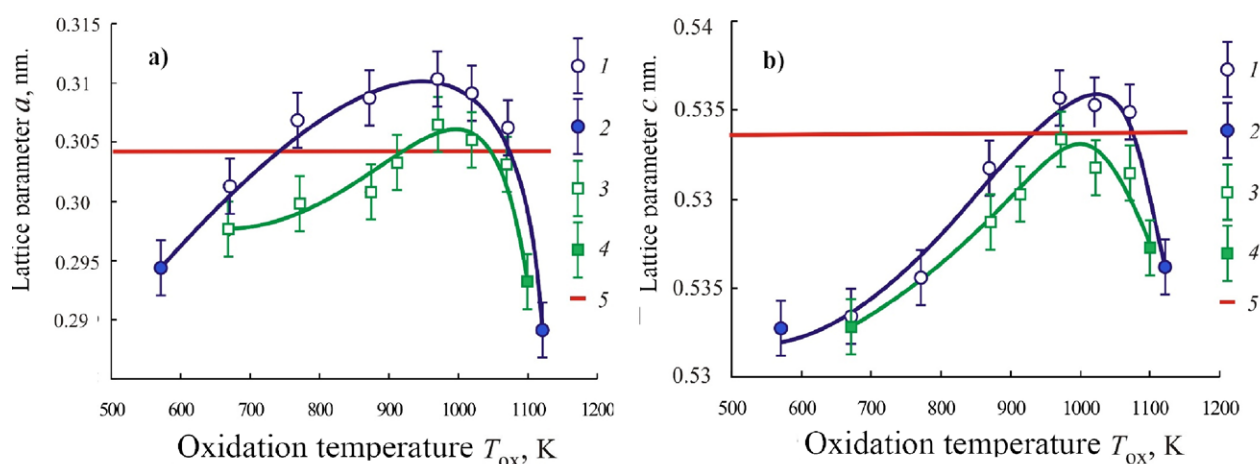 a)
Lattice parameter a, nm.
0.315
0.31
0.305
0.30
0.295
0.29
500 600 700 800 900 1000 1100 1200
Oxidation temperature Tox, K
1
2
3
4
5
b)
Lattice parameter c nm.
0.54
0.535
0.53
0.535
0.53
500 600 700 800 900 1000 1100 1200
Oxidation temperature Tox, K
1
2
3
4
5